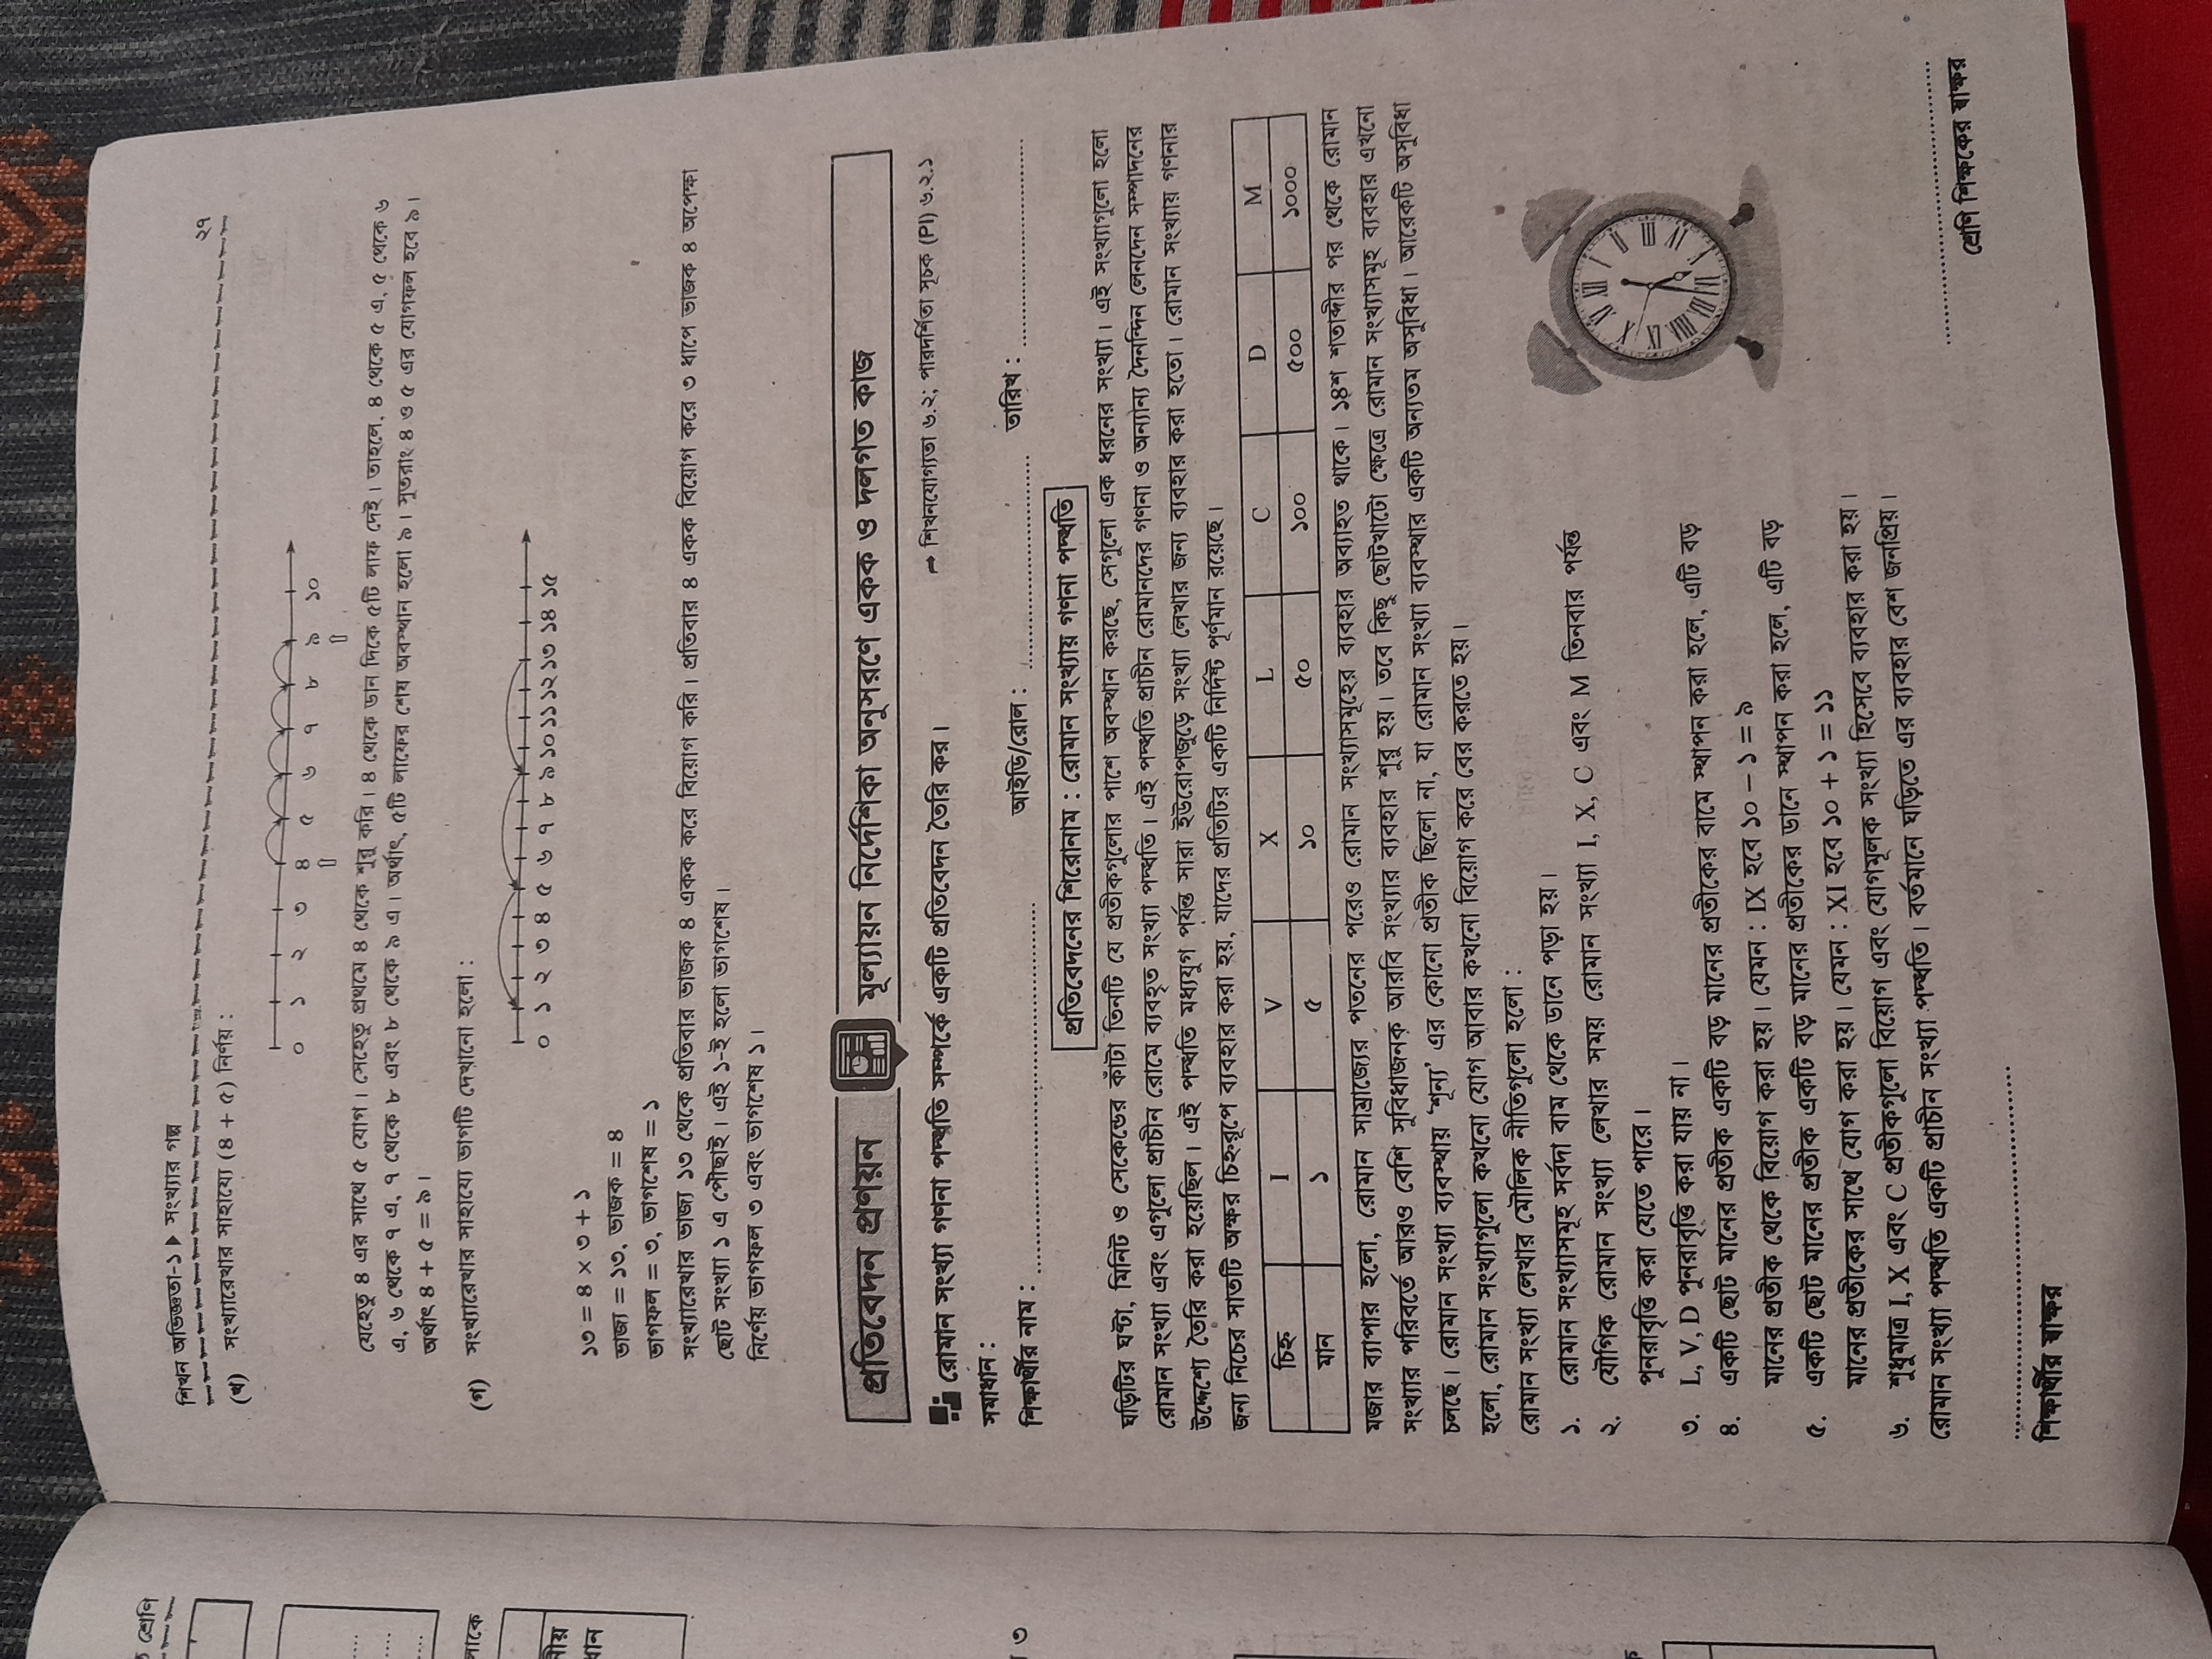 ত শ্রেণি
....
....
....
লাকে
নীয়
ধান
৩
শিখন অভিজ্ঞতা-১ ▶ সংখ্যার গল্প
২৭
(খ) সংখ্যারেখার সাহায্যে (৪ + ৫) নির্ণয় :
০ ১ ২ ৩ ৪ ৫ ৬ ৭ ৮ ৯ ১০
যেহেতু ৪ এর সাথে ৫ যোগ। সেহেতু প্রথমে ৪ থেকে শুরু করি। ৪ থেকে ডান দিকে ৫টি লাফ দেই। তাহলে, ৪ থেকে ৫ এ, ৫ থেকে ৬
এ, ৬ থেকে ৭ এ, ৭ থেকে ৮ এবং ৮ থেকে ৯ এ। অর্থাৎ, ৫টি লাফের শেষ অবস্থান হলো ৯। সুতরাং ৪ ও ৫ এর যোগফল হবে ৯।
অর্থাৎ ৪ + ৫ = ৯।
(গ) সংখ্যারেখার সাহায্যে ভাগটি দেখানো হলো :
০ ১ ২ ৩ ৪ ৫ ৬ ৭ ৮ ৯ ১০ ১১ ১২ ১৩ ১৪ ১৫
১৩ = ৪ × ৩ + ১
ভাজ্য = ১৩, ভাজক = ৪
ভাগফল = ৩, ভাগশেষ = ১
সংখ্যারেখার ভাজ্য ১৩ থেকে প্রতিবার ভাজক ৪ একক করে বিয়োগ করি। প্রতিবার ৪ একক বিয়োগ করে ৩ ধাপে ভাজক ৪ অপেক্ষা
ছোট সংখ্যা ১ এ পৌঁছাই। এই ১-ই হলো ভাগশেষ।
নির্ণেয় ভাগফল ৩ এবং ভাগশেষ ১।
প্রতিবেদন প্রণয়ন মূল্যায়ন নির্দেশিকা অনুসরণে একক ও দলগত কাজ
রোমান সংখ্যা গণনা পদ্ধতি সম্পর্কে একটি প্রতিবেদন তৈরি কর।
➡ শিখনযোগ্যতা ৬.২; পারদর্শিতা সূচক (PI) ৬.২.১
সমাধান :
শিক্ষার্থীর নাম : .................................................. আইডি/রোল : .............................. তারিখ : ..............................
প্রতিবেদনের শিরোনাম : রোমান সংখ্যায় গণনা পদ্ধতি
ঘড়িটির ঘণ্টা, মিনিট ও সেকেন্ডের কাঁটা তিনটি যে প্রতীকগুলোর পাশে অবস্থান করছে, সেগুলো এক ধরনের সংখ্যা। এই সংখ্যাগুলো হলো
রোমান সংখ্যা এবং এগুলো প্রাচীন রোমে ব্যবহৃত সংখ্যা পদ্ধতি। এই পদ্ধতি প্রাচীন রোমানদের গণনা ও অন্যান্য দৈনন্দিন লেনদেন সম্পাদনের
উদ্দেশ্যে তৈরি করা হয়েছিল। এই পদ্ধতি মধ্যযুগ পর্যন্ত সারা ইউরোপজুড়ে সংখ্যা লেখার জন্য ব্যবহার করা হতো। রোমান সংখ্যায় গণনার
জন্য নিচের সাতটি অক্ষর চিহ্নরূপে ব্যবহার করা হয়, যাদের প্রতিটির একটি নির্দিষ্ট পূর্ণমান রয়েছে।
চিহ্ন I V X L C D M
মান ১ ৫ ১০ ৫০ ১০০ ৫০০ ১০০০
মজার ব্যাপার হলো, রোমান সাম্রাজ্যের পতনের পরেও রোমান সংখ্যাসমূহের ব্যবহার অব্যাহত থাকে। ১৪শ শতাব্দীর পর থেকে রোমান
সংখ্যার পরিবর্তে আরও বেশি সুবিধাজনক আরবি সংখ্যার ব্যবহার শুরু হয়। তবে কিছু ছোটখাটো ক্ষেত্রে রোমান সংখ্যাসমূহ ব্যবহার এখনো
চলছে। রোমান সংখ্যা ব্যবস্থায় ‘শূন্য’ এর কোনো প্রতীক ছিলো না, যা রোমান সংখ্যা ব্যবস্থার একটি অন্যতম অসুবিধা। আরেকটি অসুবিধা
হলো, রোমান সংখ্যাগুলো কখনো যোগ আবার কখনো বিয়োগ করে বের করতে হয়।
রোমান সংখ্যা লেখার মৌলিক নীতিগুলো হলো :
১. রোমান সংখ্যাসমূহ সর্বদা বাম থেকে ডানে পড়া হয়।
২. যৌগিক রোমান সংখ্যা লেখার সময় রোমান সংখ্যা I, X, C এবং M তিনবার পর্যন্ত
পুনরাবৃত্তি করা যেতে পারে।
৩. L, V, D পুনরাবৃত্তি করা যায় না।
৪. একটি ছোট মানের প্রতীক একটি বড় মানের প্রতীকের বামে স্থাপন করা হলে, এটি বড়
মানের প্রতীক থেকে বিয়োগ করা হয়। যেমন : IX হবে ১০ − ১ = ৯
৫. একটি ছোট মানের প্রতীক একটি বড় মানের প্রতীকের ডানে স্থাপন করা হলে, এটি বড়
মানের প্রতীকের সাথে যোগ করা হয়। যেমন : XI হবে ১০ + ১ = ১১
৬. শুধুমাত্র I, X এবং C প্রতীকগুলো বিয়োগ এবং যোগমূলক সংখ্যা হিসেবে ব্যবহার করা হয়।
রোমান সংখ্যা পদ্ধতি একটি প্রাচীন সংখ্যা পদ্ধতি। বর্তমানে ঘড়িতে এর ব্যবহার বেশ জনপ্রিয়।
শ্রেণি শিক্ষকের স্বাক্ষর
শিক্ষার্থীর স্বাক্ষর